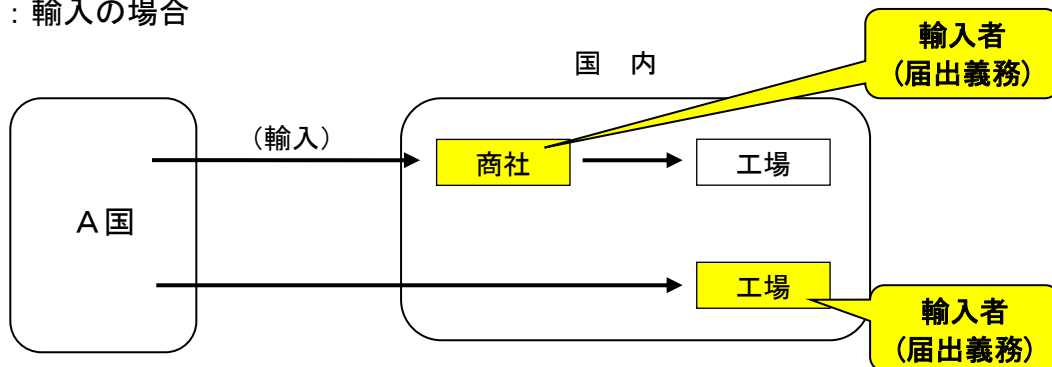 ：輸入の場合
輸入者
（届出義務）
国　内
（輸入）
商社
工場
Ａ国
工場
輸入者
（届出義務）